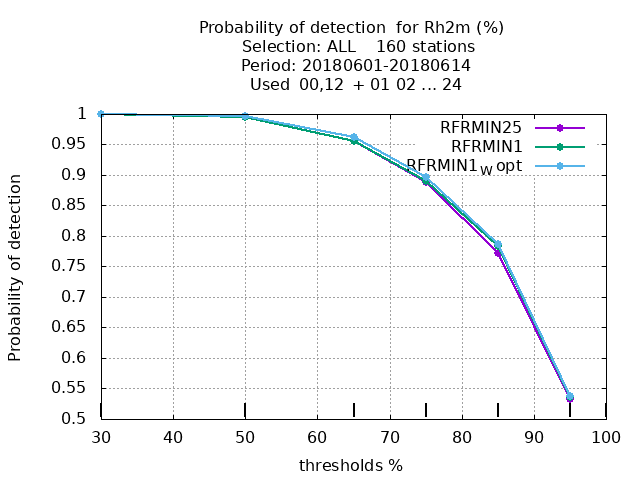 Probability of detection for Rh2m (%)
Selection: ALL 160 stations
Period: 20180601-20180614
Used 00,12 + 01 02 ... 24
RFRMIN25
RFRMIN1
RFRMIN1W opt
1
0.95
0.9
0.85
0.8
0.75
0.7
0.65
0.6
0.55
0.5
Probability of detection
30 40 50 60 70 80 90 100
thresholds %